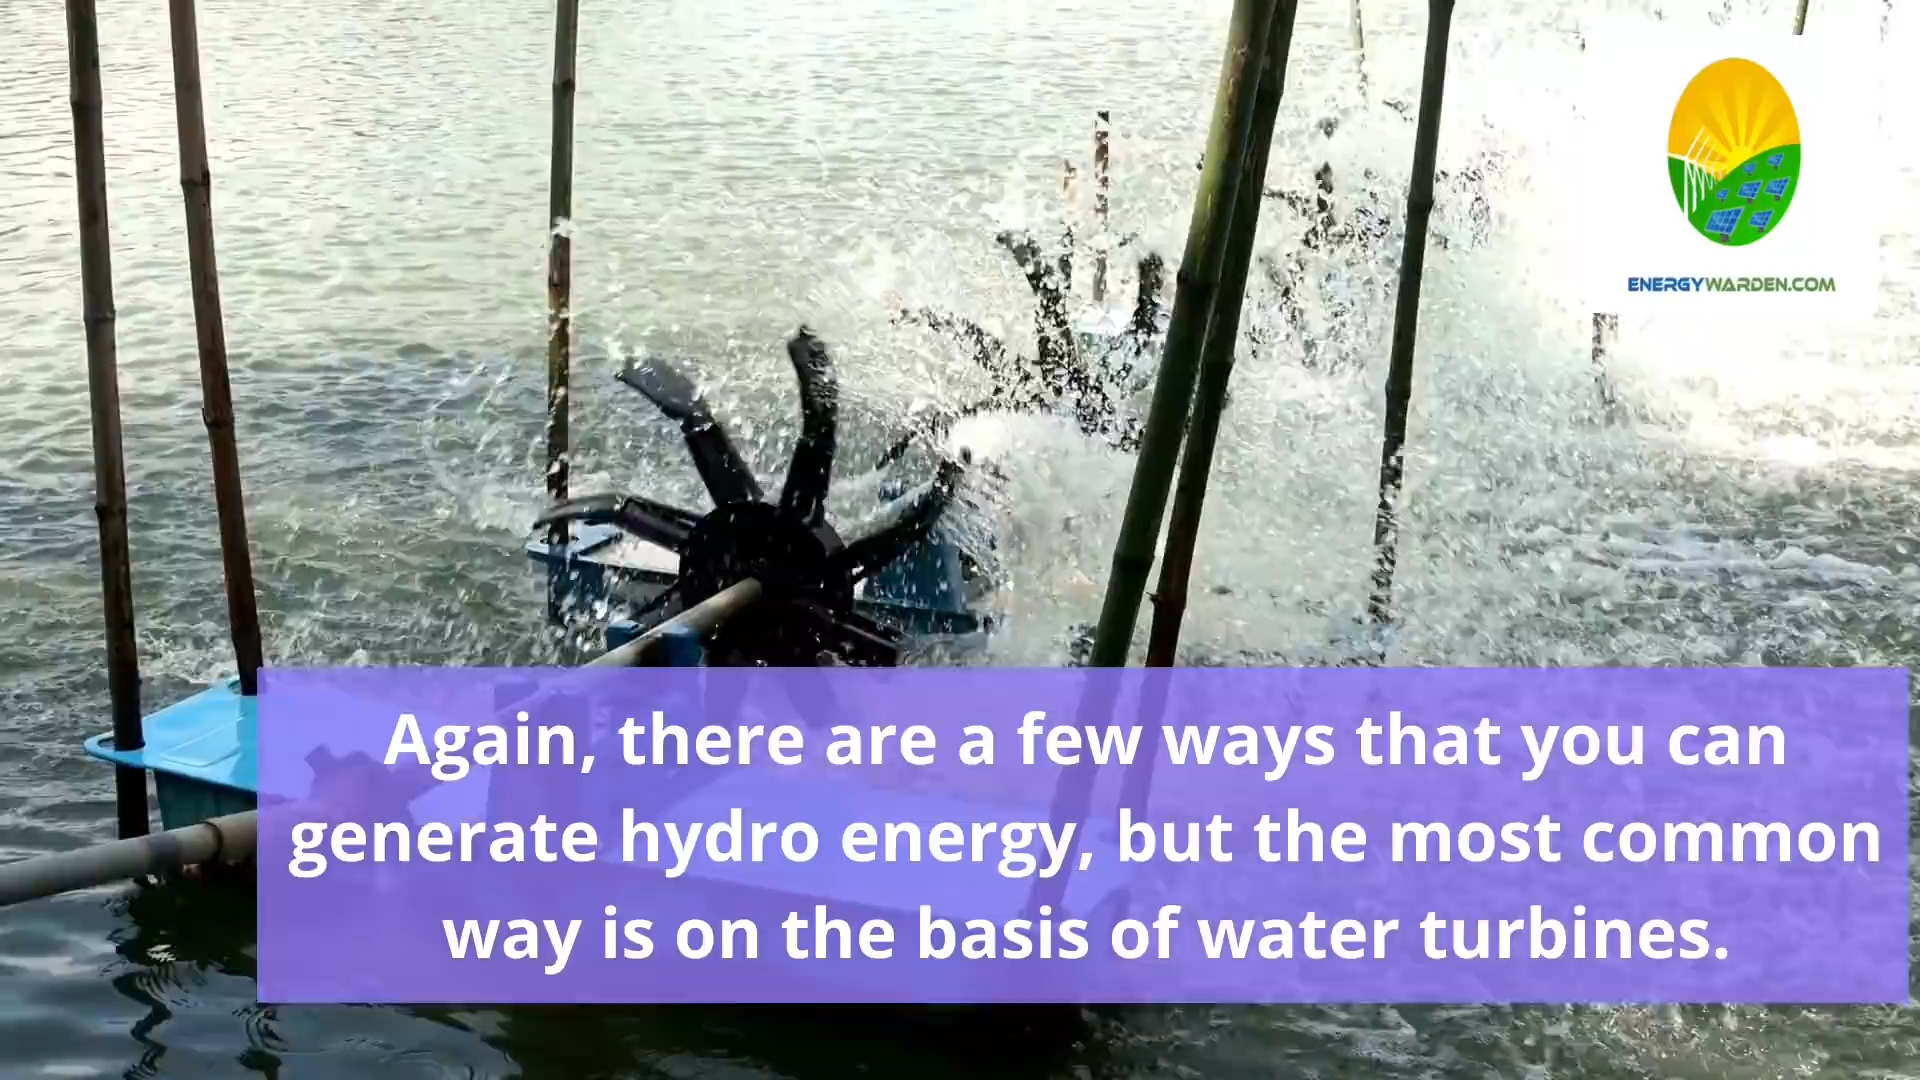 ENERGYWARDEN.COM
Again, there are a few ways that you can
generate hydro energy, but the most common
way is on the basis of water turbines.